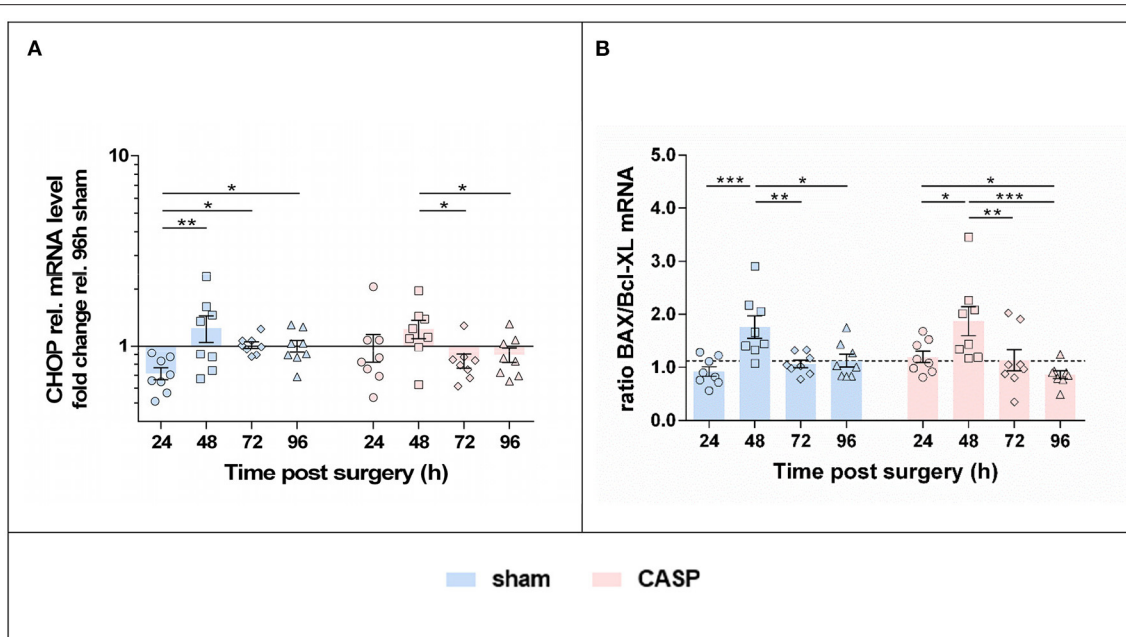 A
CHOP rel. mRNA level
fold change rel. 96h sham
10
1
*
*
**
*
*
24 48 72 96 24 48 72 96
Time post surgery (h)
B
ratio BAX/Bcl-XL mRNA
5.0
4.0
3.0
2.0
1.0
0.0
*** *
**
*
* ***
**
24 48 72 96 24 48 72 96
Time post surgery (h)
sham CASP